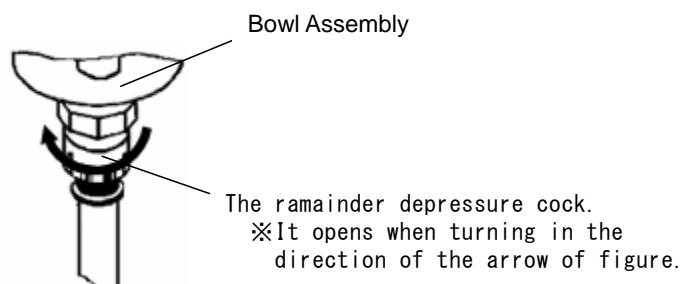 Bowl Assembly
The ramainder depressure cock.
※It opens when turning in the
direction of the arrow of figure.